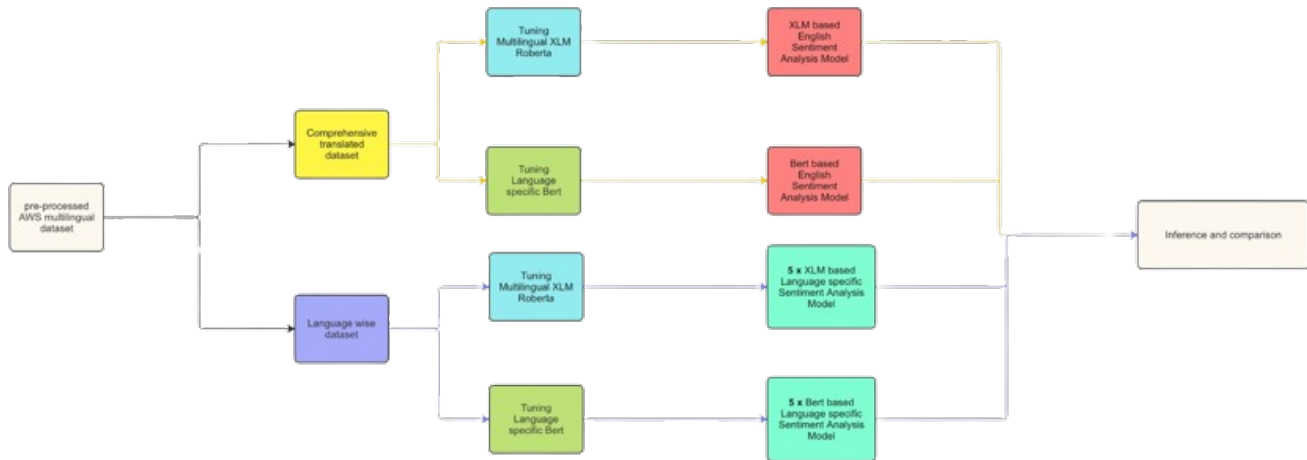 Tuning
Multilingual XLM
Roberta
XLM based
English
Sentiment
Analysis Model
Comprehensive
translated
dataset
Tuning
Language
specific Bert
Bert based
English
Sentiment
Analysis Model
pre-processed
AWS multilingual
dataset
Inference and comparison
Tuning
Multilingual XLM
Roberta
5 x XLM based
Language specific
Sentiment Analysis
Model
Language wise
dataset
Tuning
Language
specific Bert
5 x Bert based
Language specific
Sentiment Analysis
Model